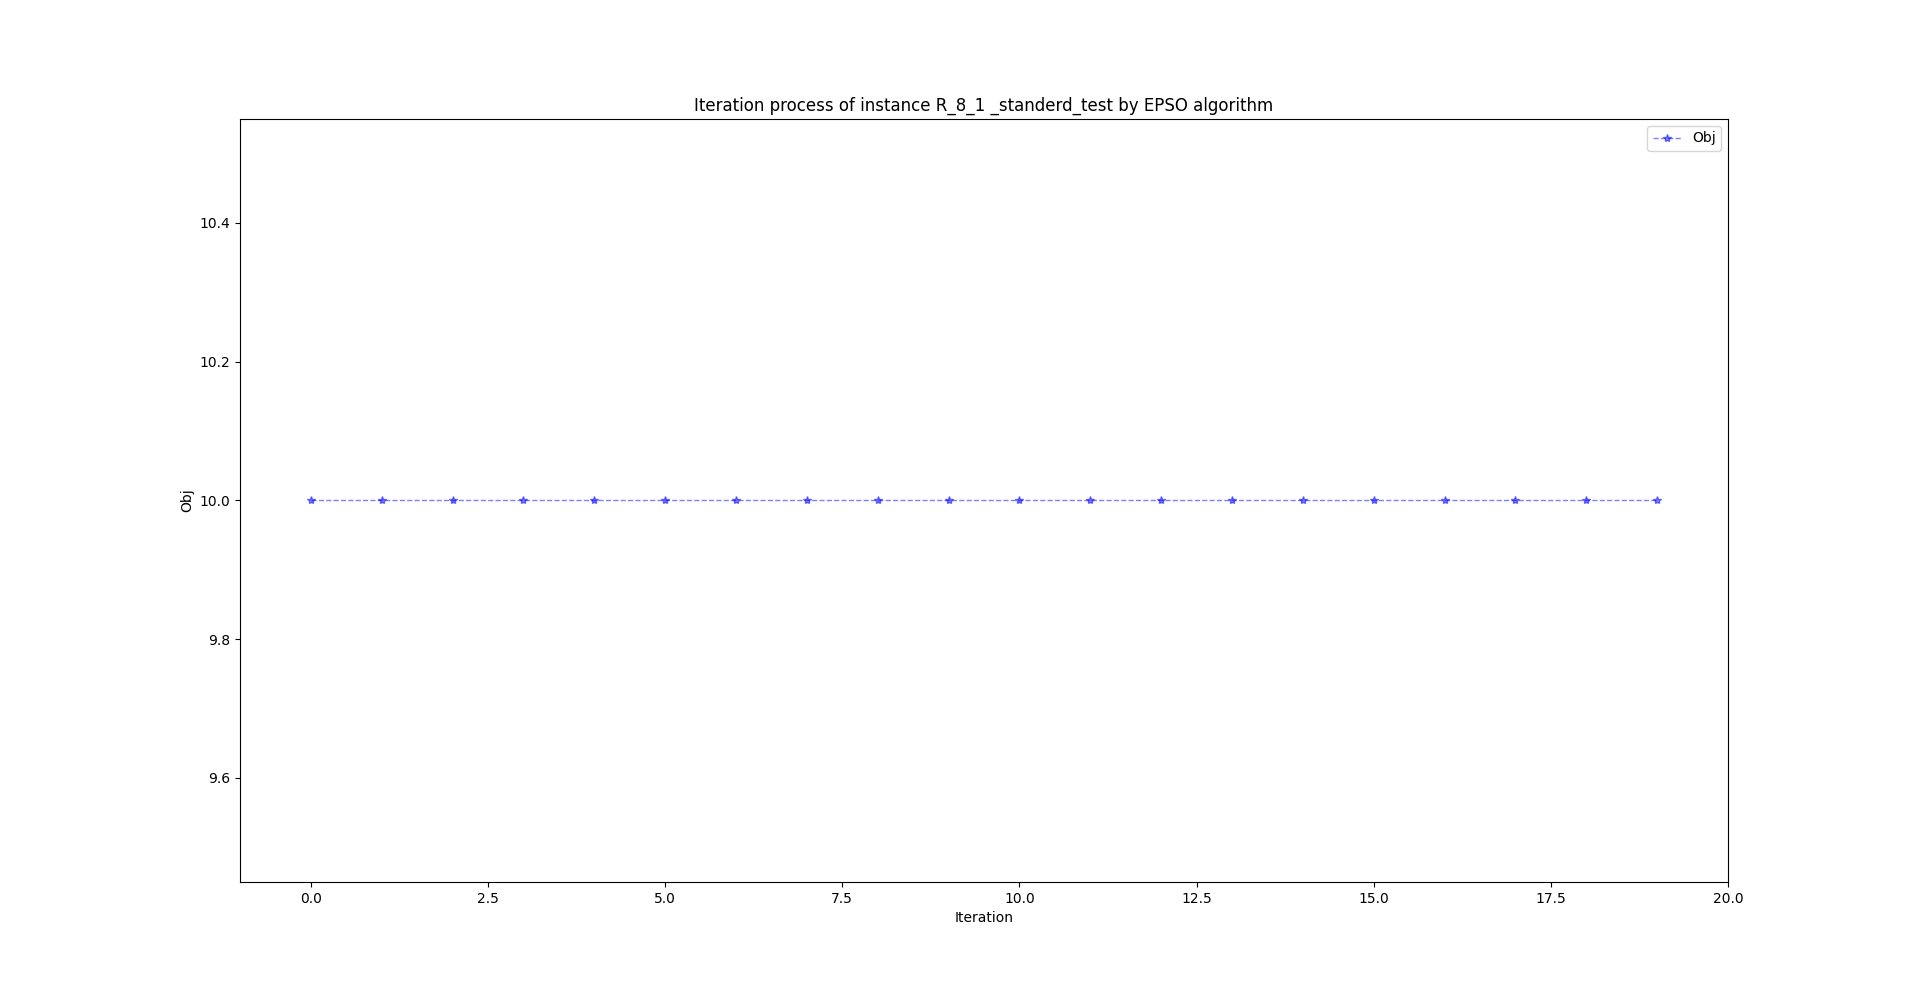 Iteration process of instance R_8_1 _standerd_test by EPSO algorithm
Obj
10.4
10.2
10.0
9.8
9.6
Obj
0.0 2.5 5.0 7.5 10.0 12.5 15.0 17.5 20.0
Iteration